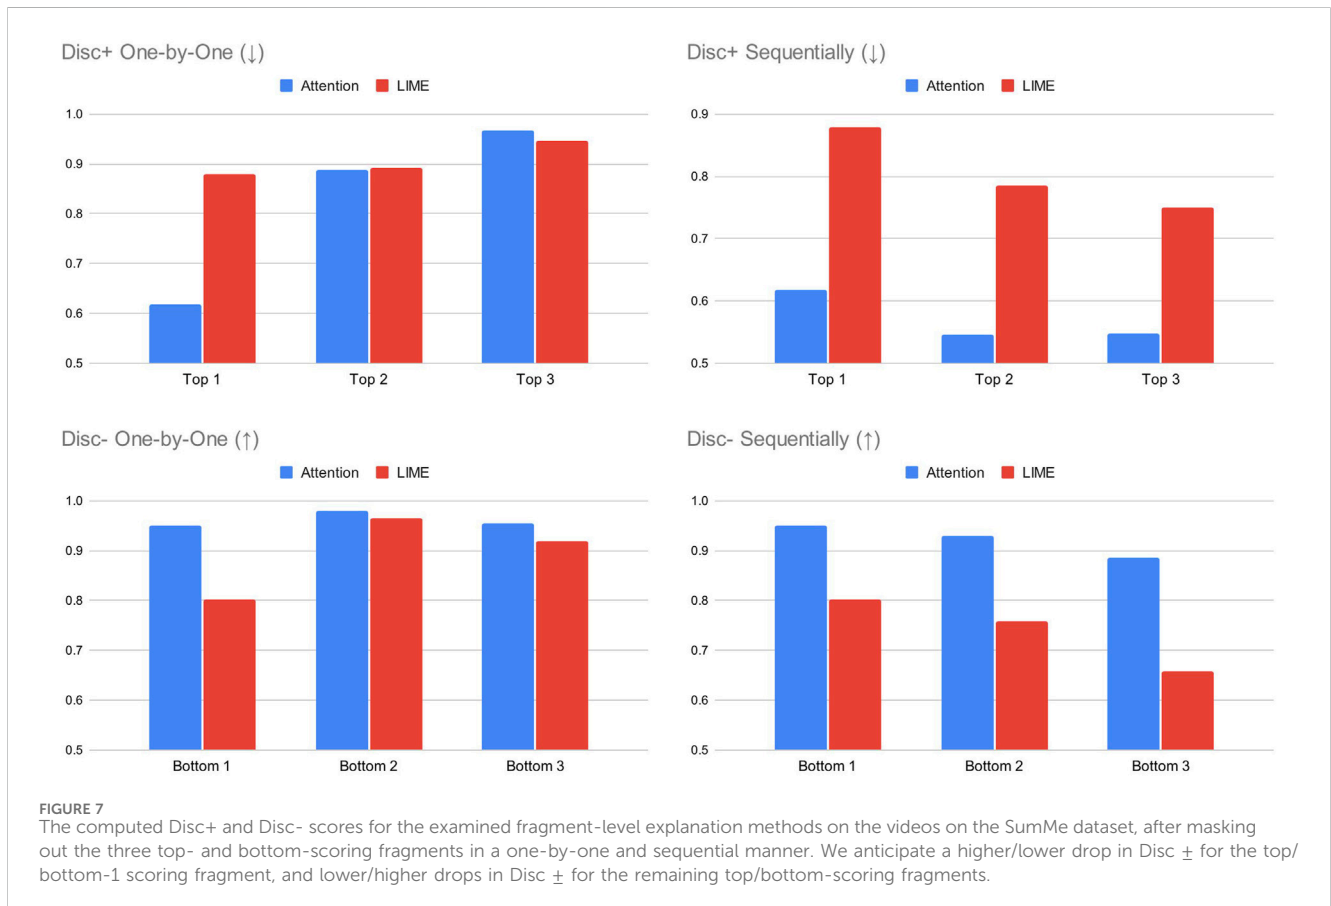 Disc+ One-by-One (↓)
Attention LIME
1.0
0.9
0.8
0.7
0.6
0.5
Top 1 Top 2 Top 3
Disc+ Sequentially (↓)
Attention LIME
0.9
0.8
0.7
0.6
0.5
Top 1 Top 2 Top 3
Disc- One-by-One (↑)
Attention LIME
1.0
0.9
0.8
0.7
0.6
0.5
Bottom 1 Bottom 2 Bottom 3
Disc- Sequentially (↑)
Attention LIME
1.0
0.9
0.8
0.7
0.6
0.5
Bottom 1 Bottom 2 Bottom 3
FIGURE 7
The computed Disc+ and Disc- scores for the examined fragment-level explanation methods on the videos on the SumMe dataset, after masking
out the three top- and bottom-scoring fragments in a one-by-one and sequential manner. We anticipate a higher/lower drop in Disc ± for the top/
bottom-1 scoring fragment, and lower/higher drops in Disc ± for the remaining top/bottom-scoring fragments.